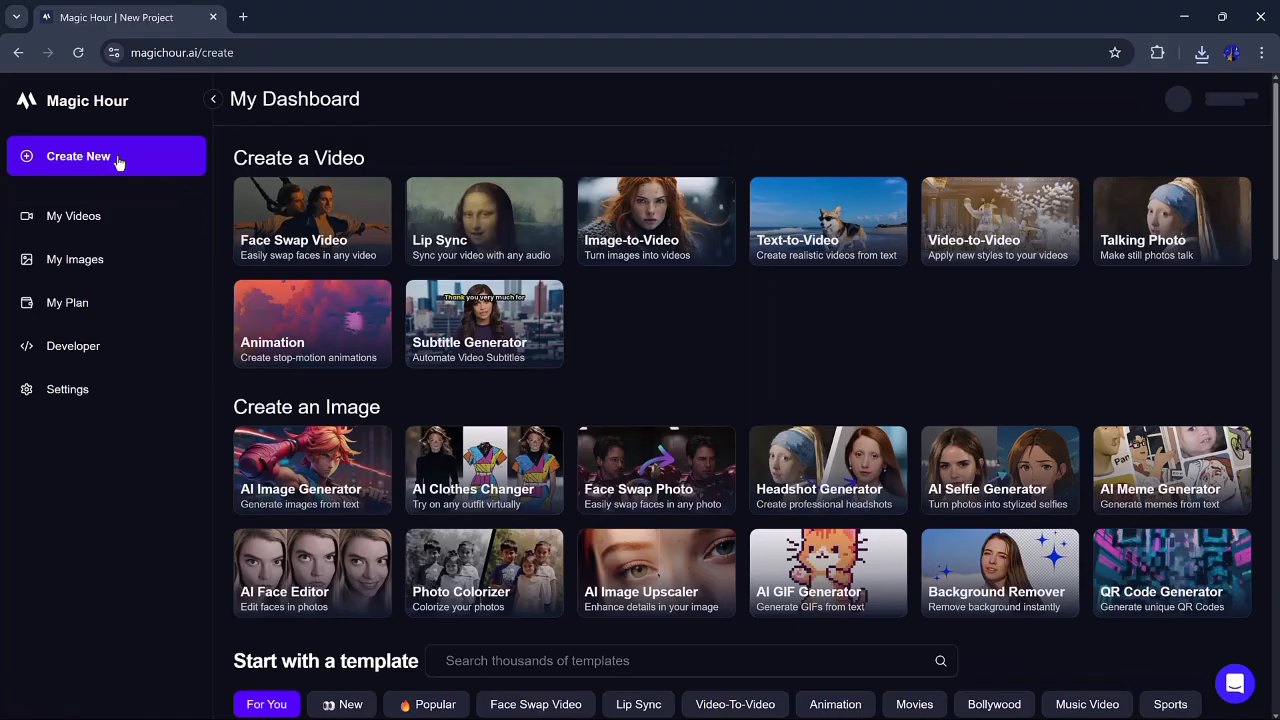 Magic Hour | New Project
magichour.ai/create
Magic Hour
My Dashboard
Create New
My Videos
My Images
My Plan
Developer
Settings
Create a Video
Face Swap Video
Easily swap faces in any video
Lip Sync
Sync your video with any audio
Image-to-Video
Turn images into videos
Text-to-Video
Create realistic videos from text
Video-to-Video
Apply new styles to your videos
Talking Photo
Make still photos talk
Animation
Create stop-motion animations
Thank you very much for
Subtitle Generator
Automate Video Subtitles
Create an Image
AI Image Generator
Generate images from text
AI Clothes Changer
Try on any outfit virtually
Face Swap Photo
Easily swap faces in any photo
Headshot Generator
Create professional headshots
AI Selfie Generator
Turn photos into stylized selfies
AI Meme Generator
Generate memes from text
AI Face Editor
Edit faces in photos
Photo Colorizer
Colorize your photos
AI Image Upscaler
Enhance details in your image
AI GIF Generator
Generate GIFs from text
Background Remover
Remove background instantly
QR Code Generator
Generate unique QR Codes
Start with a template
Search thousands of templates
For You
New
Popular
Face Swap Video
Lip Sync
Video-To-Video
Animation
Movies
Bollywood
Music Video
Sports